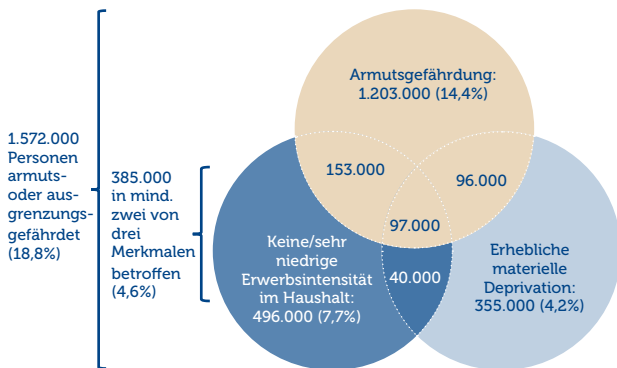 Armutsgefährdung:
1.203.000 (14,4%)
1.572.000
Personen
armuts-
oder aus-
grenzungs-
gefährdet
(18,8%)
385.000
in mind.
zwei von
drei
Merkmalen
betroffen
(4,6%)
153.000
96.000
97.000
40.000
Keine/sehr
niedrige
Erwerbsintensität
im Haushalt:
496.000 (7,7%)
Erhebliche
materielle
Deprivation:
355.000 (4,2%)